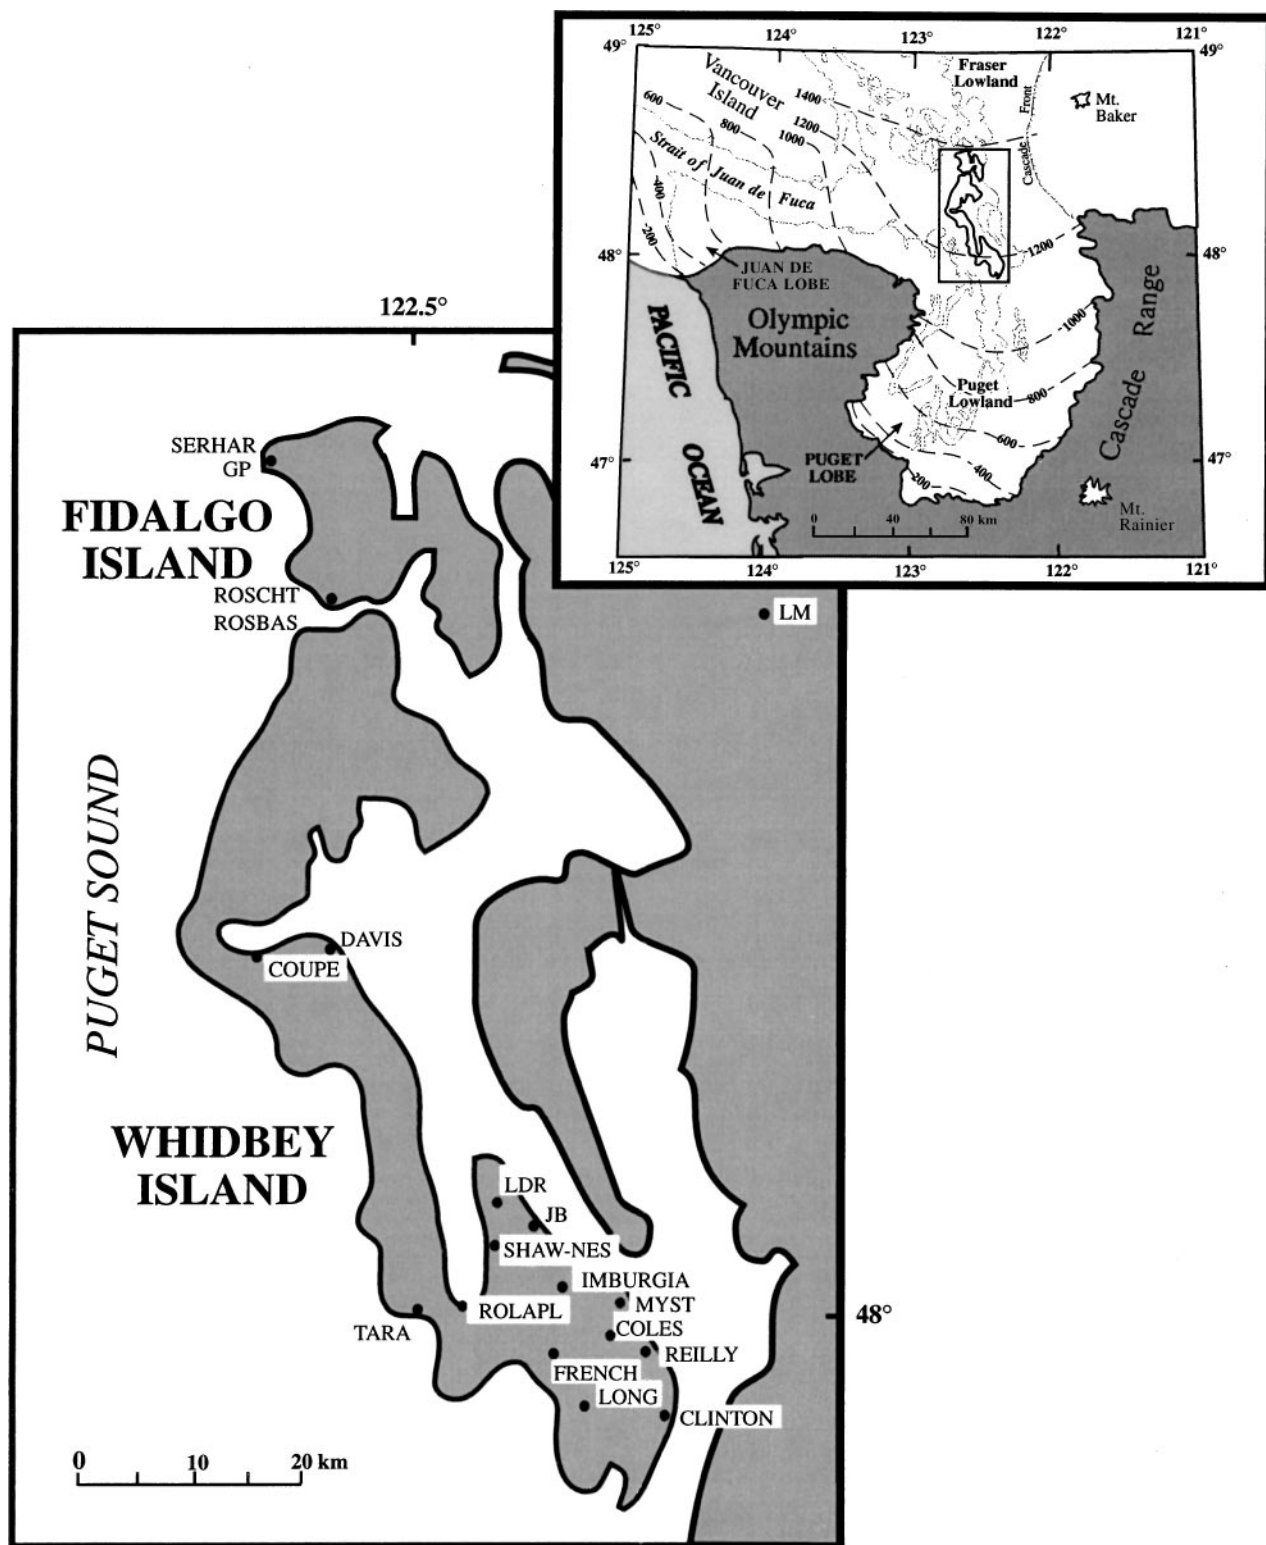 125°
124°
123°
122°
121°
49°
49°
Vancouver
Island
Fraser
Lowland
Front
Cascade
Mt.
Baker
1400
1200
1000
600
800
Strait of Juan de Fuca
400
200
1200
48°
48°
JUAN DE
FUCA LOBE
Olympic
Mountains
PACIFIC
OCEAN
1000
Puget
Lowland
800
600
400
200
PUGET
LOBE
Cascade Range
47°
47°
Mt.
Rainier
0 40 80 km
125°
124°
123°
122°
121°
122.5°
SERHAR
GP
FIDALGO
ISLAND
ROSCHT
ROSBAS
LM
PUGET SOUND
DAVIS
COUPE
WHIDBEY
ISLAND
LDR
JB
SHAW-NES
IMBURGIA
MYST
ROLAPL
TARA
COLES
REILLY
FRENCH
LONG
CLINTON
48°
0 10 20 km